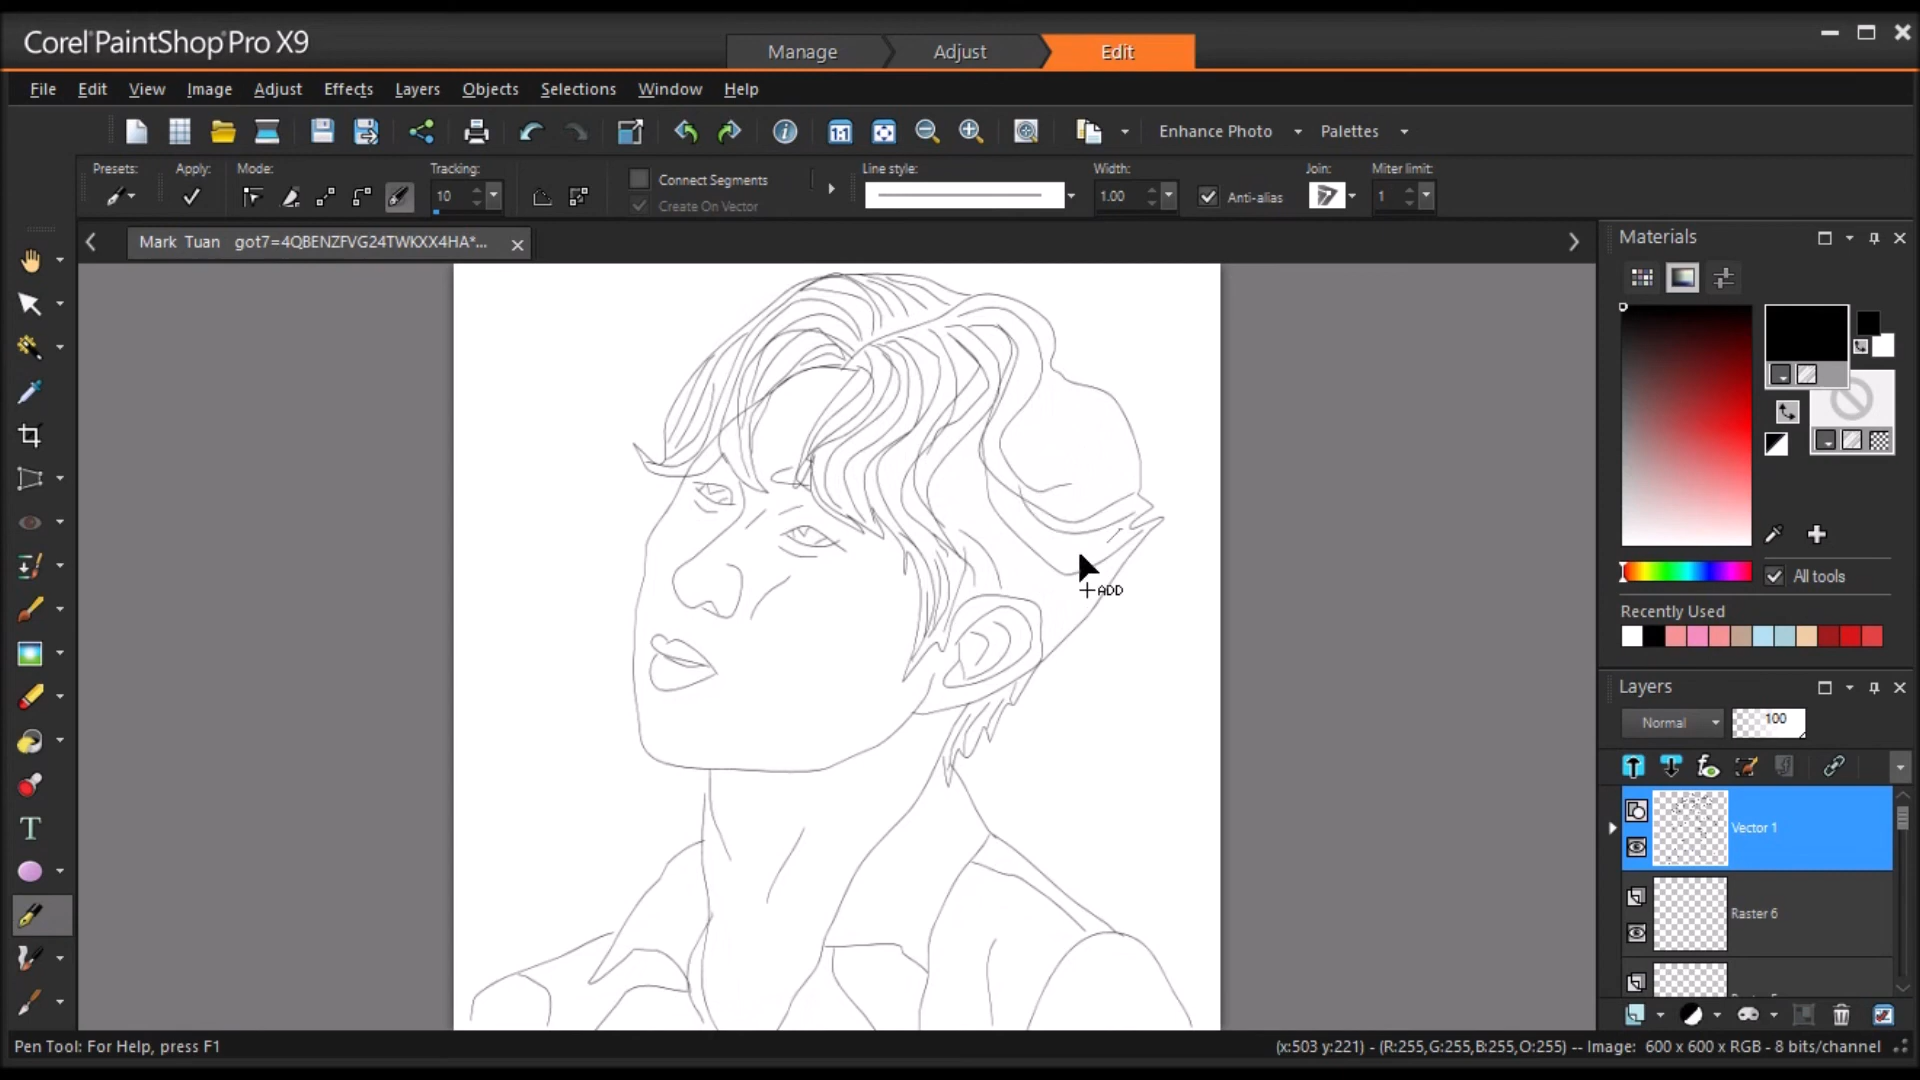 Corel PaintShop Pro X9
Manage
Adjust
Edit
File Edit View Image Adjust Effects Layers Objects Selections Window Help
1:1
Enhance Photo
Palettes
Presets:
Apply:
Mode:
Tracking:
10
Connect Segments
Create On Vector
Line style:
Width:
1.00
Anti-alias
Join:
Miter limit:
1
Mark Tuan got7=4QBENZFVG24TWKXX4HA*...
Materials
All tools
Recently Used
Layers
Normal
100
Vector 1
Raster 6
ADD
Pen Tool: For Help, press F1
(x:503 y:221) - (R:255,G:255,B:255,O:255) -- Image: 600 x 600 x RGB - 8 bits/channel